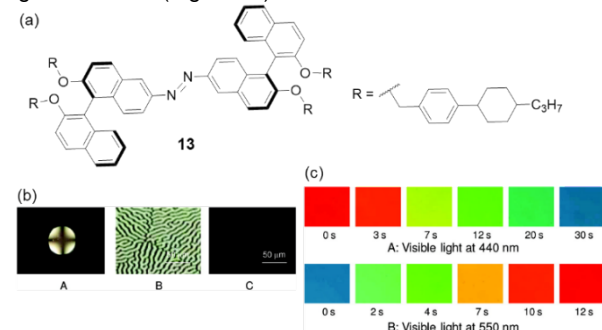 (a)
R
O
R
O
N
N
O
R
O
R
13
R =
C3H7
(b)
50 μm
A B C
(c)
0 s 3 s 7 s 12 s 20 s 30 s
A: Visible light at 440 nm
0 s 2 s 4 s 7 s 10 s 12 s
B: Visible light at 550 nm